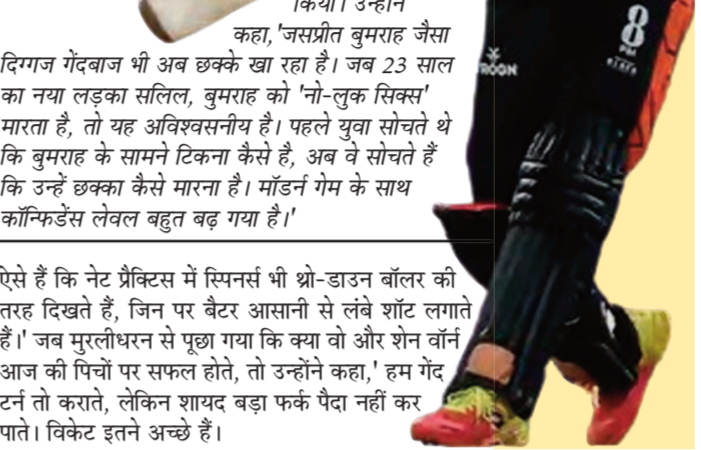 किया। उन्होंने
कहा,'जसप्रीत बुमराह जैसा
दिग्गज गेंदबाज भी अब छक्के खा रहा है। जब 23 साल
का नया लड़का सलिल, बुमराह को 'नो-लुक सिक्स'
मारता है, तो यह अविश्वसनीय है। पहले युवा सोचते थे
कि बुमराह के सामने टिकना कैसे है, अब वे सोचते हैं
कि उन्हें छक्का कैसे मारना है। मॉडर्न गेम के साथ
कॉन्फिडेंस लेवल बहुत बढ़ गया है।'
ऐसे हैं कि नेट प्रैक्टिस में स्पिनर्स भी थ्रो-डाउन बॉलर की
तरह दिखते हैं, जिन पर बैटर आसानी से लंबे शॉट लगाते
हैं।' जब मुरलीधरन से पूछा गया कि क्या वो और शेन वॉर्न
आज की पिचों पर सफल होते, तो उन्होंने कहा,' हम गेंद
टर्न तो कराते, लेकिन शायद बड़ा फर्क पैदा नहीं कर
पाते। विकेट इतने अच्छे हैं।
8